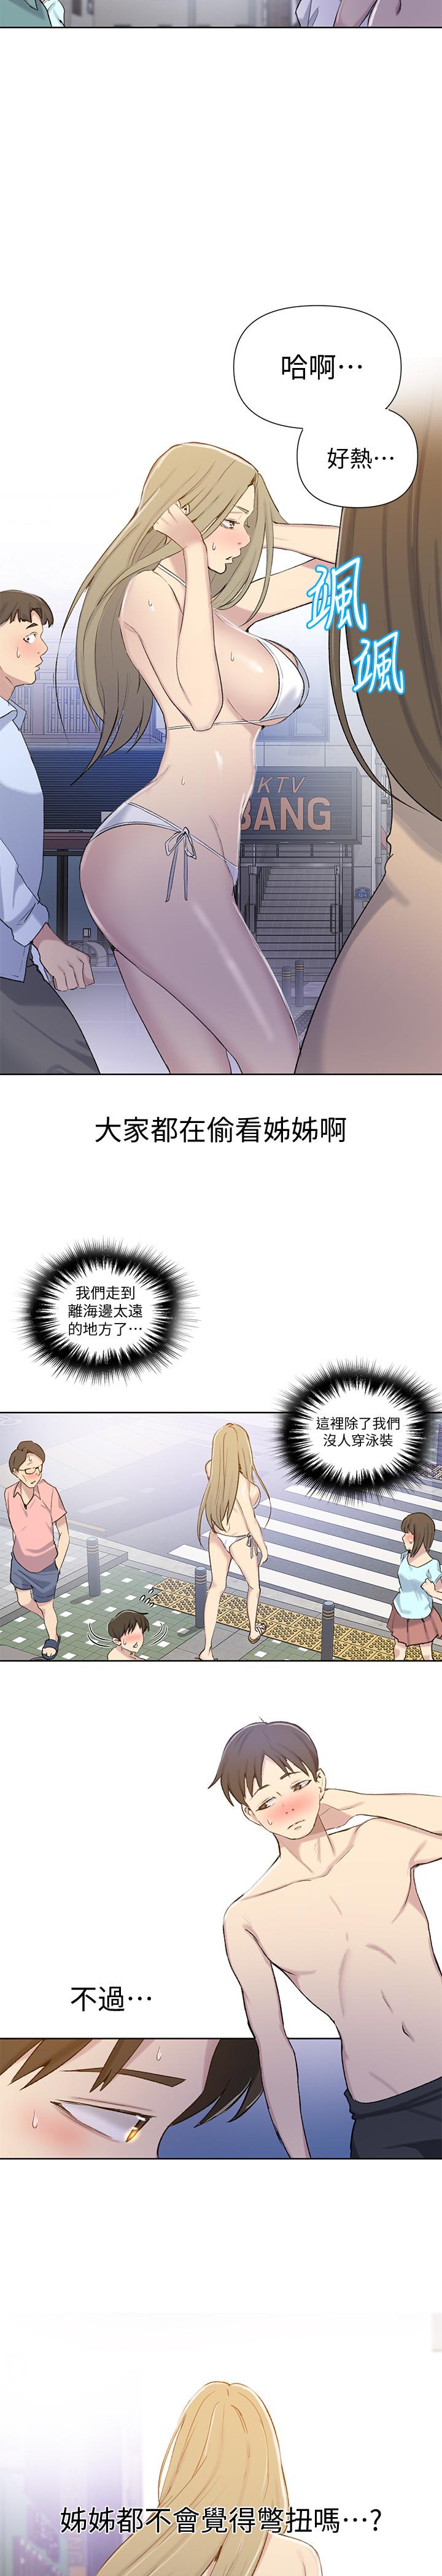 哈啊…
好熱…
颯
颯
KTV
BANG
大家都在偷看姊姊啊
我們走到
離海邊太遠
的地方了…
這裡除了我們
沒人穿泳裝
不過…
姊姊都不會覺得彆扭嗎…?